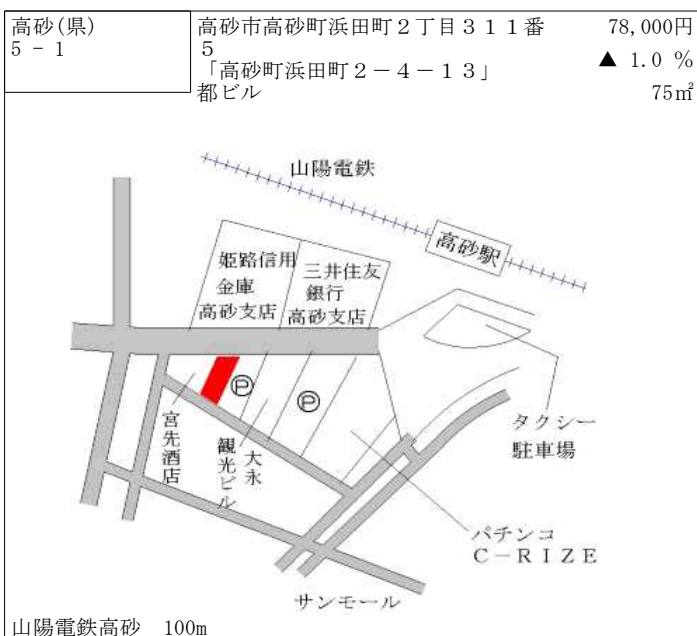 高砂(県)
5 - 1
高砂市高砂町浜田町２丁目３１１番
5
「高砂町浜田町２－４－１３」
都ビル
78,000円
▲ 1.0 %
75㎡
山陽電鉄
高砂駅
姫路信用
金庫
高砂支店
三井住友
銀行
高砂支店
Ⓟ
Ⓟ
宮先酒店
観光ビル
大永
タクシー
駐車場
パチンコ
Ｃ－ＲＩＺＥ
サンモール
山陽電鉄高砂　100m